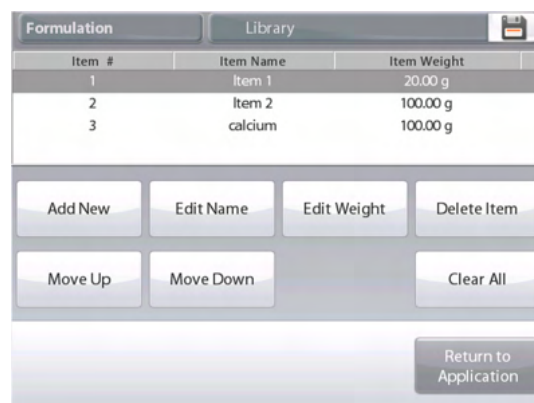 Formulation Library
Item # Item Name Item Weight
1 Item 1 20.00 g
2 Item 2 100.00 g
3 calcium 100.00 g
Add New Edit Name Edit Weight Delete Item
Move Up Move Down Clear All
Return to
Application